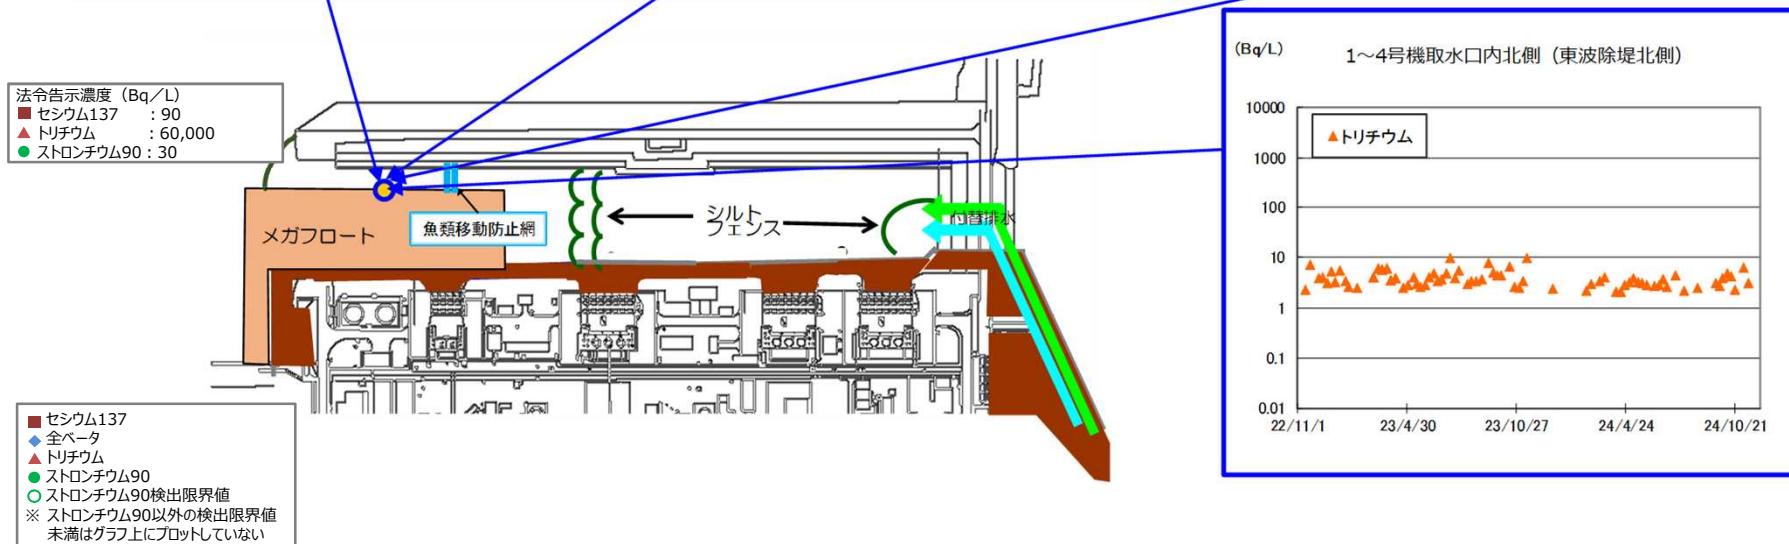 法令告示濃度（Bq／L）
■ セシウム137 ：90
▲ トリチウム ：60,000
● ストロンチウム90：30
メガフロート
魚類移動防止網
シルト
フェンス
付替排水
■ セシウム137
◆ 全ベータ
▲ トリチウム
● ストロンチウム90
○ ストロンチウム90検出限界値
※ ストロンチウム90以外の検出限界値
未満はグラフ上にプロットしていない
(Bq/L)
1～4号機取水口内北側（東波除堤北側）
▲トリチウム
10000
1000
100
10
1
0.1
0.01
22/11/1
23/4/30
23/10/27
24/4/24
24/10/21